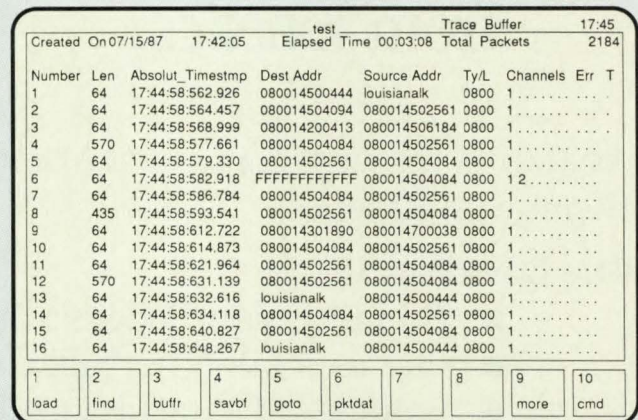 test Trace Buffer 17:45
Created On 07/15/87 17:42:05 Elapsed Time 00:03:08 Total Packets 2184
Number Len Absolut_Timestmp Dest Addr Source Addr Ty/L Channels Err T
1 64 17:44:58:562.926 080014500444 louisianalk 0800 1 . . . . . . . . .
2 64 17:44:58:564.457 080014504094 080014502561 0800 1 . . . . . . . . .
3 64 17:44:58:568.999 080014200413 080014506184 0800 1 . . . . . . . . .
4 570 17:44:58:577.661 080014504084 080014502561 0800 1 . . . . . . . . .
5 64 17:44:58:579.330 080014502561 080014504084 0800 1 . . . . . . . . .
6 64 17:44:58:582.918 FFFFFFFFFFFF 080014504084 0800 1 2 . . . . . . . . .
7 64 17:44:58:586.784 080014504084 080014502561 0800 1 . . . . . . . . .
8 435 17:44:58:593.541 080014502561 080014504084 0800 1 . . . . . . . . .
9 64 17:44:58:612.722 080014301890 080014700038 0800 1 . . . . . . . . .
10 64 17:44:58:614.873 080014504084 080014502561 0800 1 . . . . . . . . .
11 64 17:44:58:621.964 080014502561 080014504084 0800 1 . . . . . . . . .
12 570 17:44:58:631.139 080014502561 080014504084 0800 1 . . . . . . . . .
13 64 17:44:58:632.616 louisianalk 080014500444 0800 1 . . . . . . . . .
14 64 17:44:58:634.118 080014504084 080014502561 0800 1 . . . . . . . . .
15 64 17:44:58:640.827 080014502561 080014504084 0800 1 . . . . . . . . .
16 64 17:44:58:648.267 louisianalk 080014500444 0800 1 . . . . . . . . .
1 2 3 4 5 6 7 8 9 10
load find buffr savbf goto pktdat more cmd